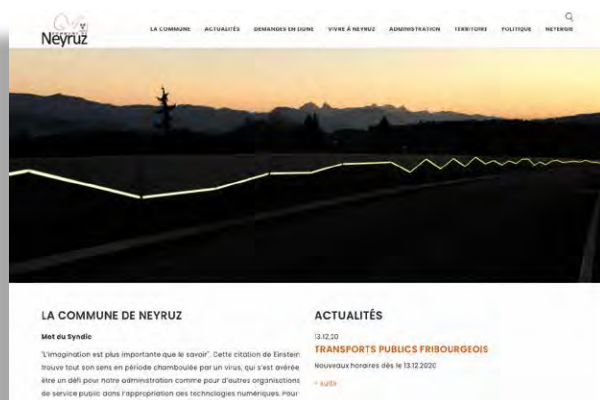 Neyruz
LA COMMUNE ACTUALITÉS DEMANDES EN LIGNE VIVRE À NEYRUZ ADMINISTRATION TERRITOIRE POLITIQUE NEYERGIE
LA COMMUNE DE NEYRUZ
Mot du Syndic
"L'imagination est plus importante que le savoir". Cette citation de Einstein
trouve tout son sens en période chamboulée par un virus, qui s'est avérée
être un défi pour notre administration comme pour d'autres organisations
de service public dans l'appropriation des technologies numériques. Pour
ACTUALITÉS
13.12.20
TRANSPORTS PUBLICS FRIBOURGEOIS
Nouveaux horaires dès le 13.12.2020
> suite